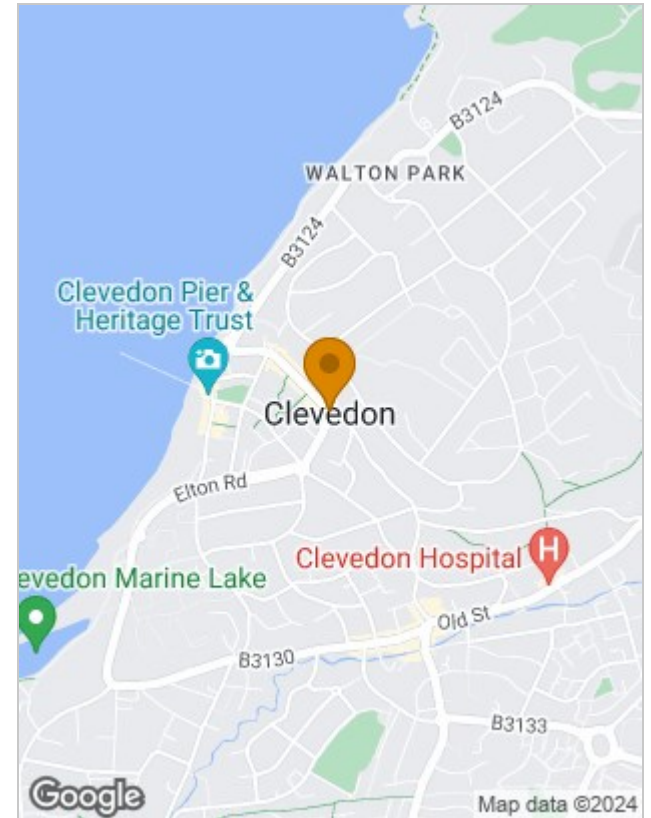 B3124
WALTON PARK
B3124
Clevedon Pier &
Heritage Trust
Clevedon
Elton Rd
Clevedon Hospital
H
evedon Marine Lake
Old St
B3130
B3133
Google
Map data ©2024